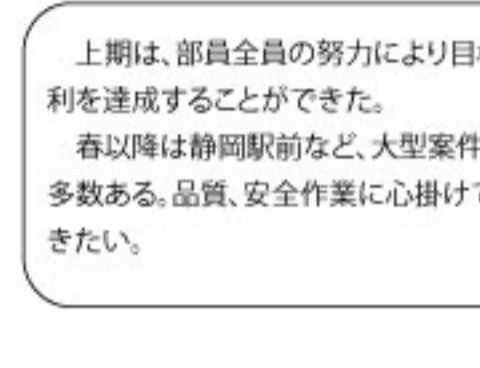 上期は、部員全員の努力により目
利を達成することができた。
春以降は静岡駅前など、大型案件
多数ある。品質、安全作業に心掛けて
きたい。